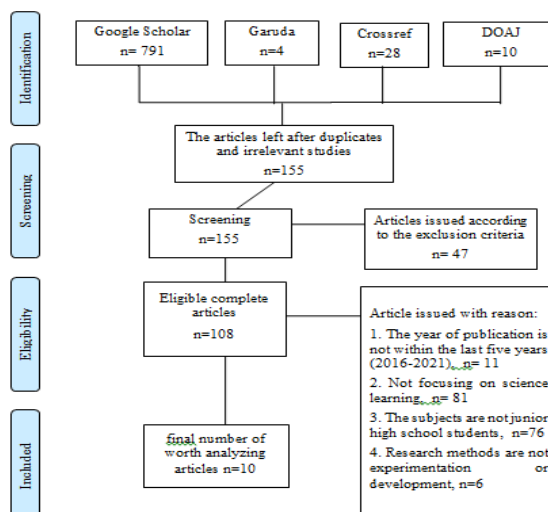 Identification
Google Scholar
n= 791
Garuda
n=4
Crossref
n=28
DOAJ
n=10
The articles left after duplicates
and irrelevant studies
n=155
Screening
Screening
n=155
Articles issued according
to the exclusion criteria
n= 47
Eligibility
Eligible complete
articles
n=108
Article issued with reason:
1. The year of publication is
not within the last five years
(2016-2021), n= 11
2. Not focusing on science
learning, n= 81
3. The subjects are not junior
high school students, n=76
4. Research methods are not
experimentation or
development, n=6
Included
final number of
worth analyzing
articles n=10